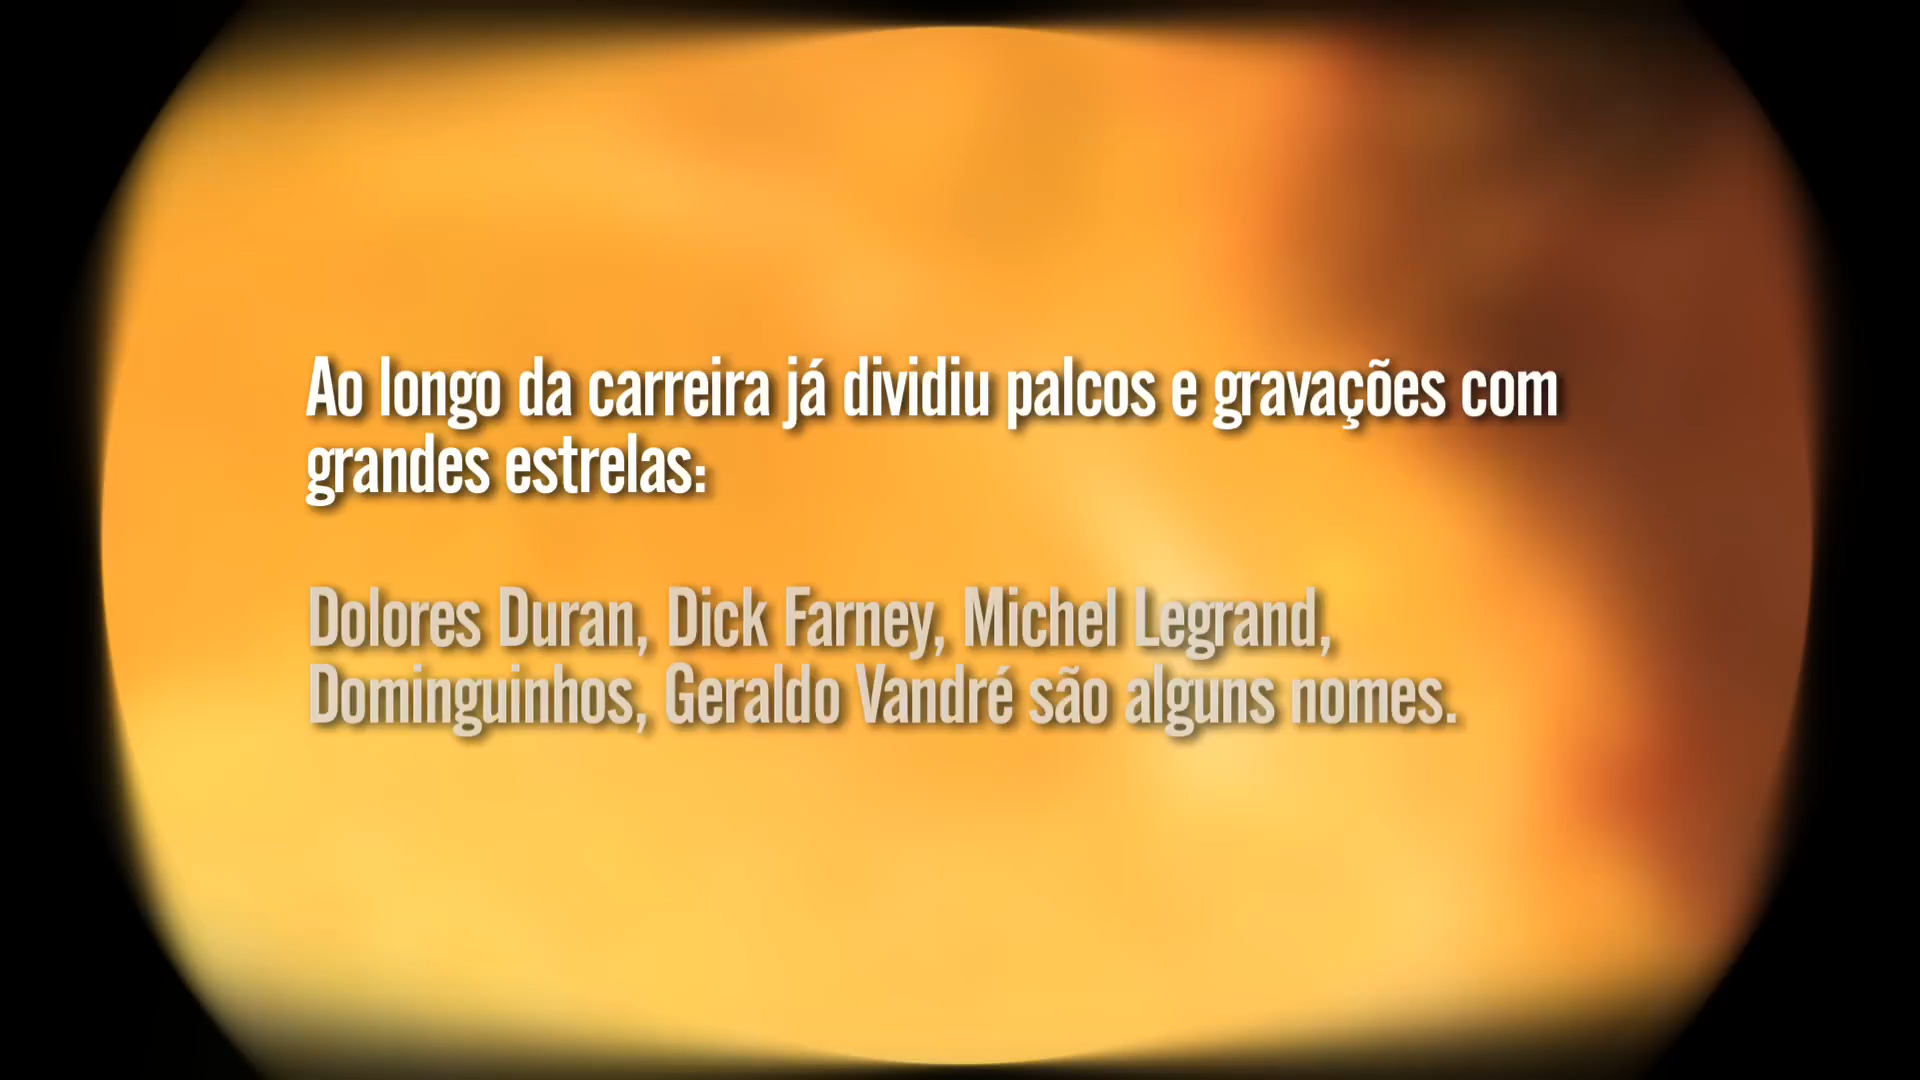 Ao longo da carreira já dividiu palcos e gravações com
grandes estrelas:
Dolores Duran, Dick Farney, Michel Legrand,
Dominguinhos, Geraldo Vandré são alguns nomes.